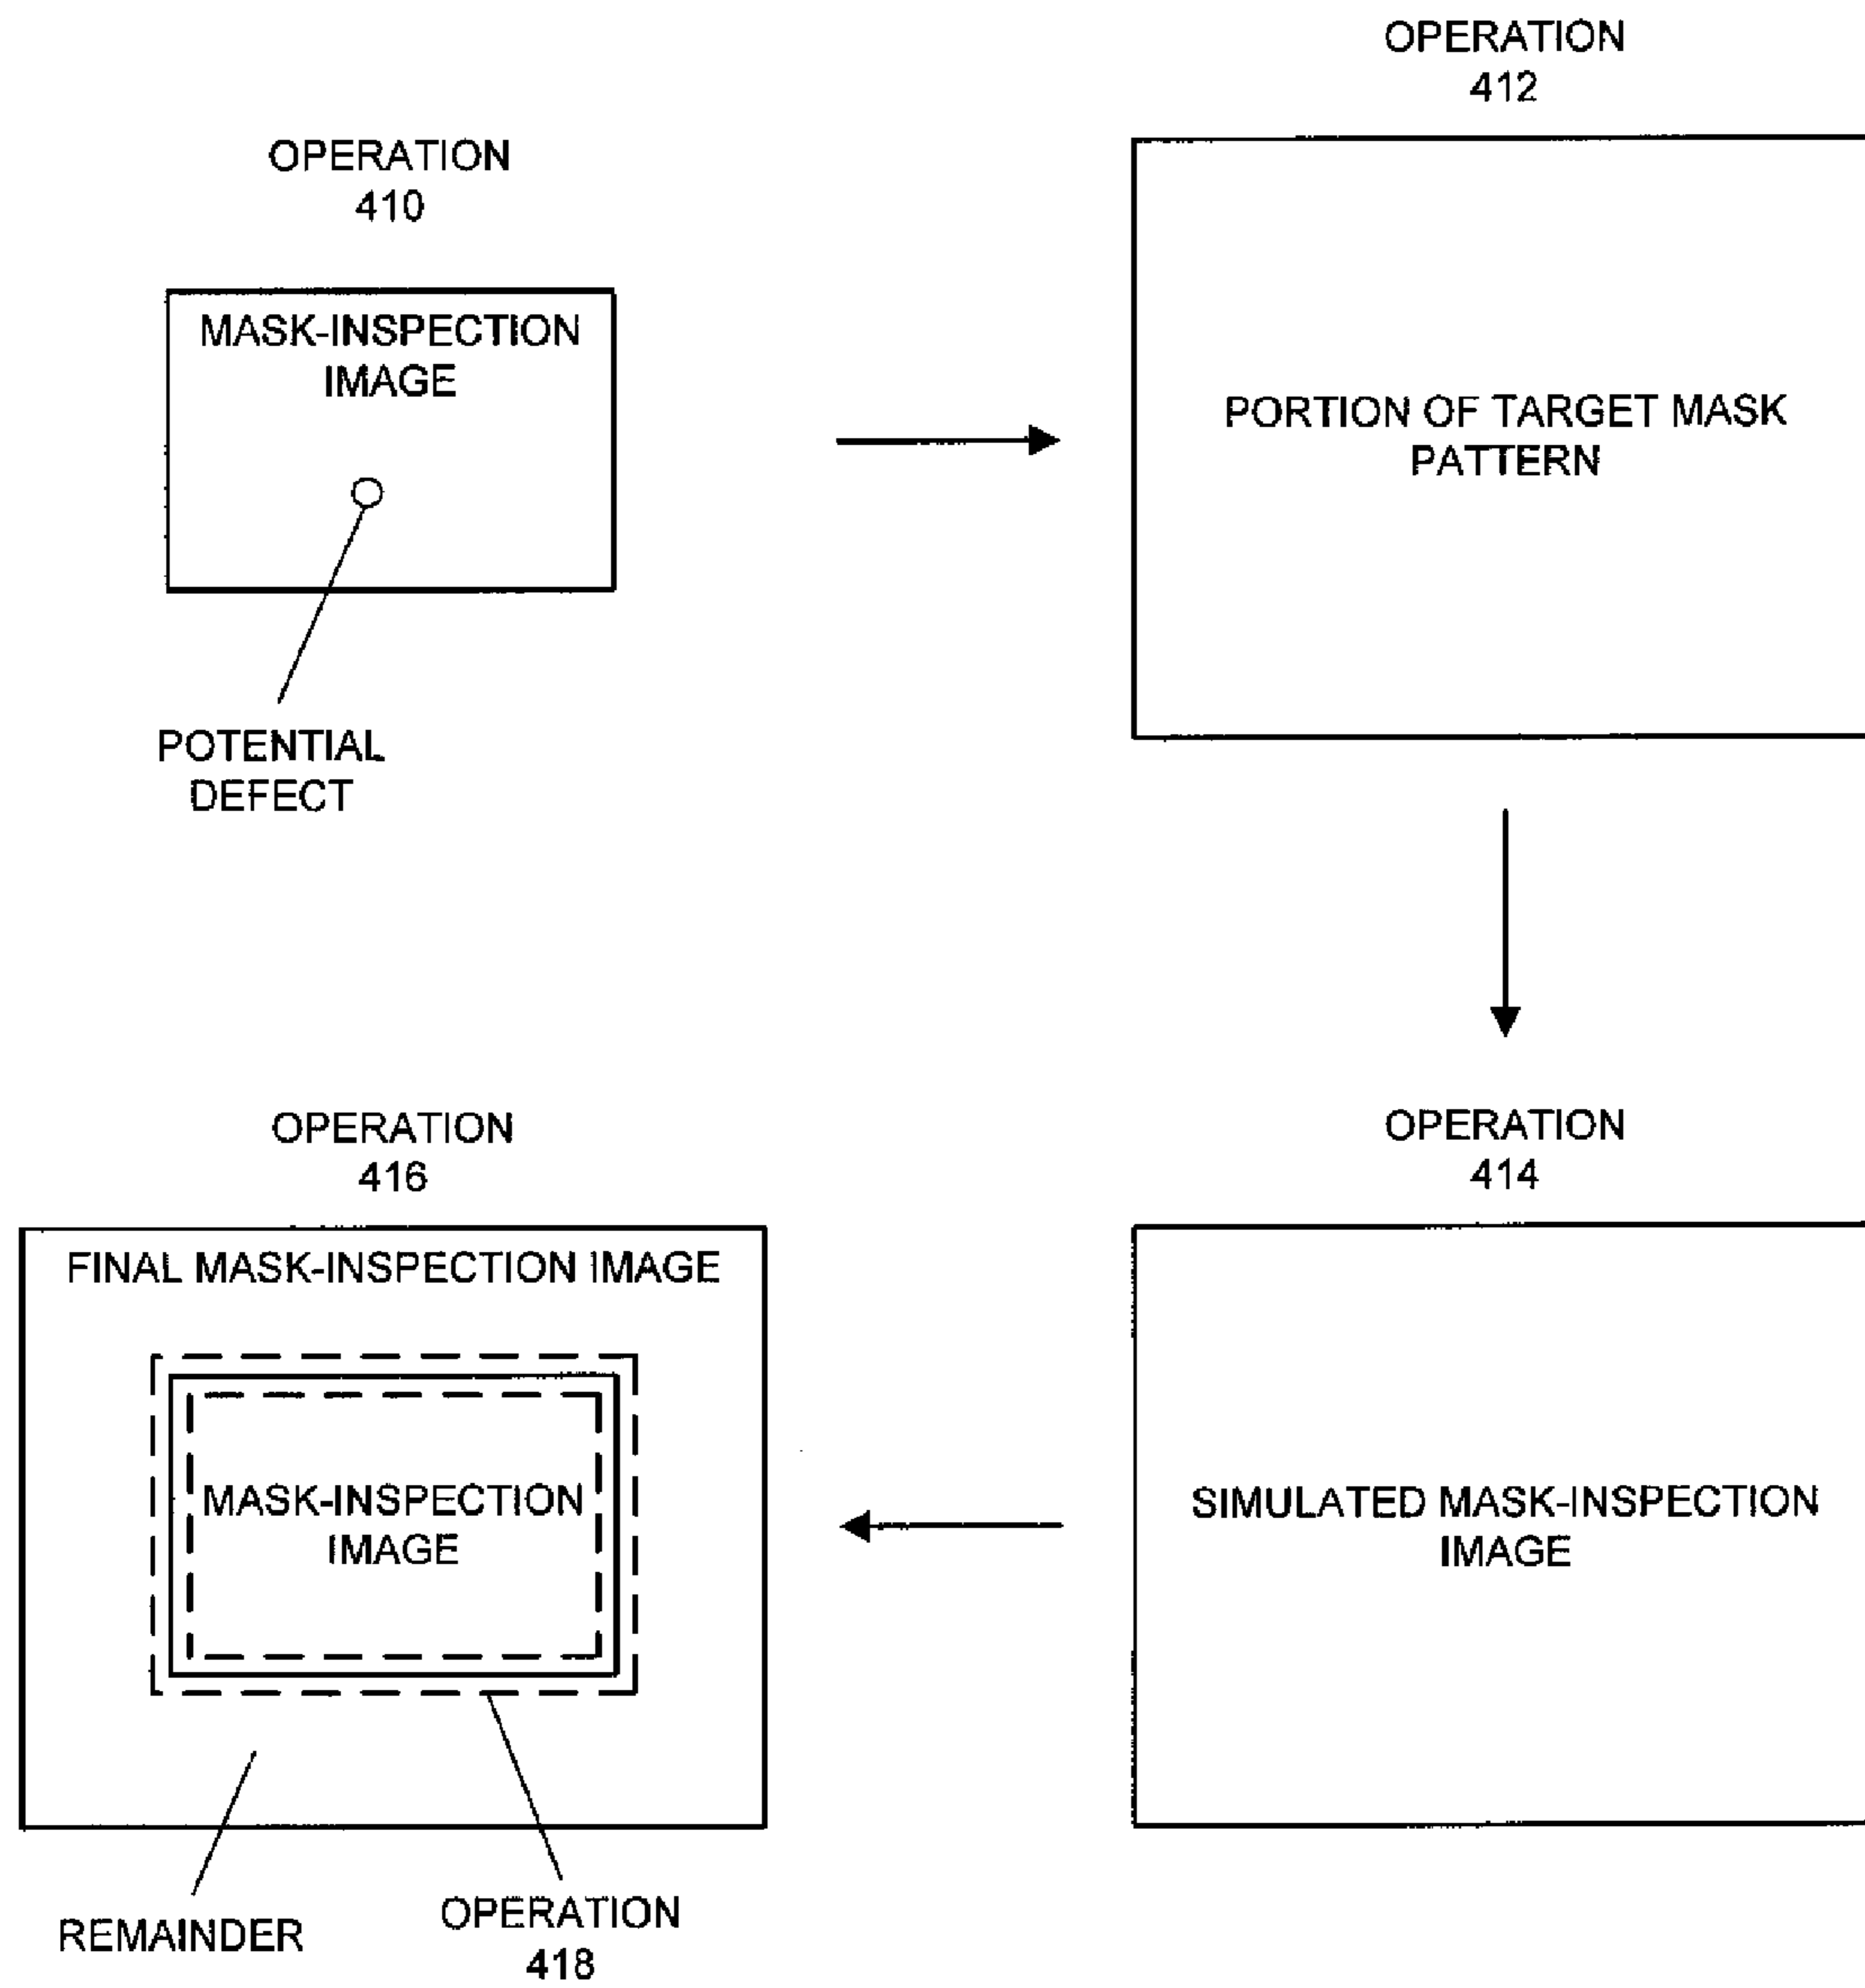 OPERATION
410
MASK-INSPECTION
IMAGE
POTENTIAL
DEFECT
OPERATION
412
PORTION OF TARGET MASK
PATTERN
OPERATION
414
SIMULATED MASK-INSPECTION
IMAGE
OPERATION
416
FINAL MASK-INSPECTION IMAGE
MASK-INSPECTION
IMAGE
REMAINDER
OPERATION
418